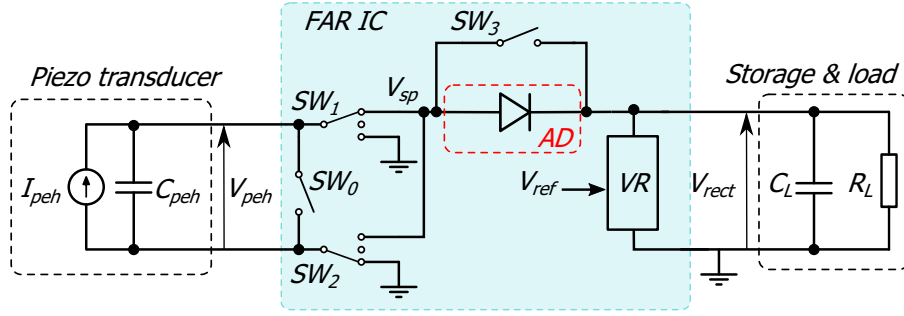 FAR IC
SW3
Piezo transducer
Storage & load
SW1
Vsp
AD
Ipeh
Cpeh
Vpeh
SW0
Vref
VR
Vrect
CL
RL
SW2